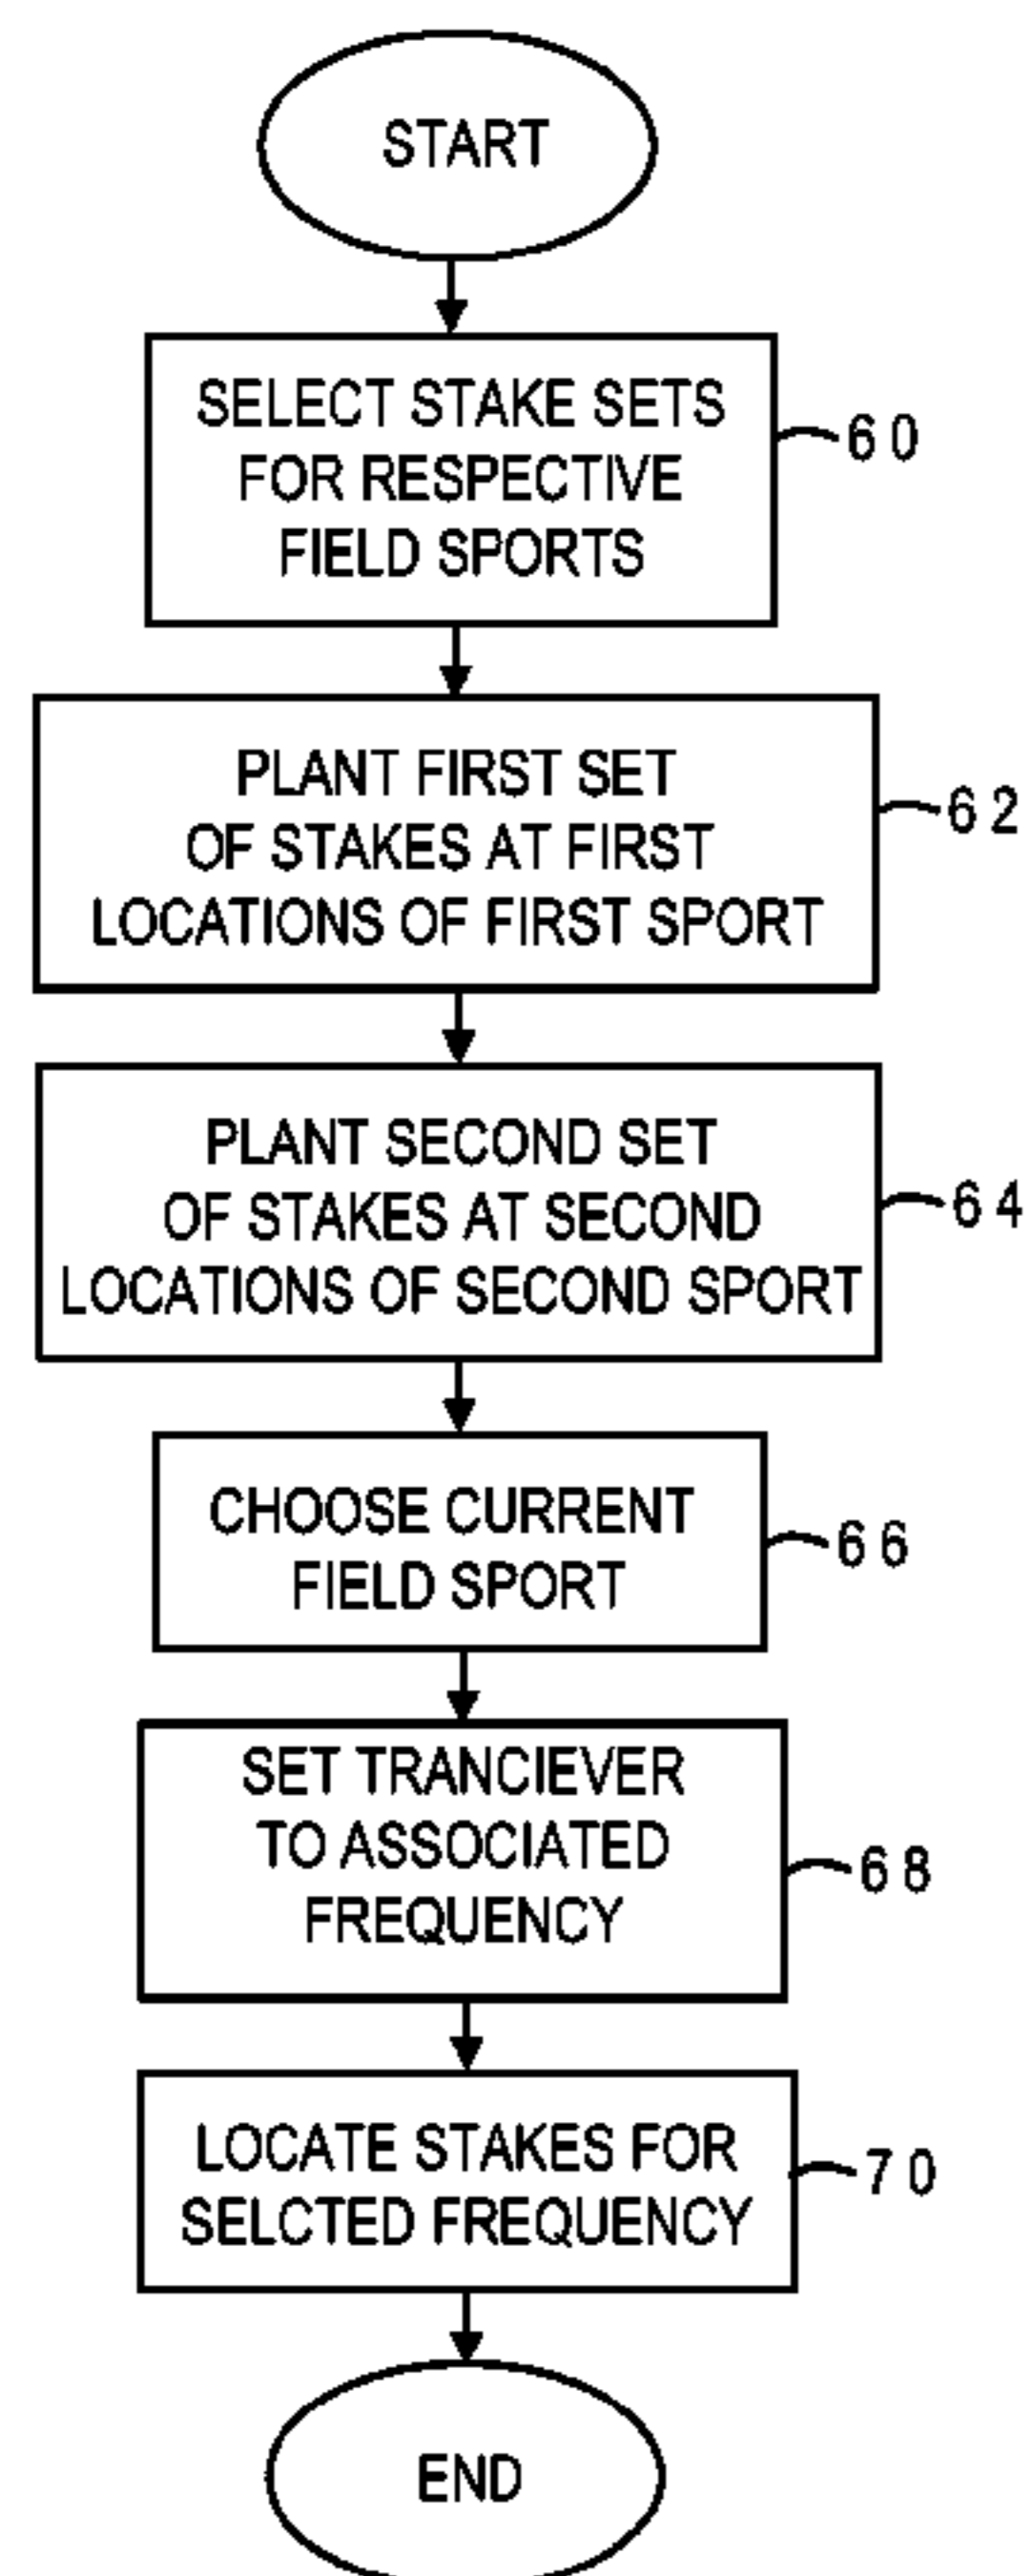 START
SELECT STAKE SETS
FOR RESPECTIVE
FIELD SPORTS
60
PLANT FIRST SET
OF STAKES AT FIRST
LOCATIONS OF FIRST SPORT
62
PLANT SECOND SET
OF STAKES AT SECOND
LOCATIONS OF SECOND SPORT
64
CHOOSE CURRENT
FIELD SPORT
66
SET TRANCIEVER
TO ASSOCIATED
FREQUENCY
68
LOCATE STAKES FOR
SELCTED FREQUENCY
70
END